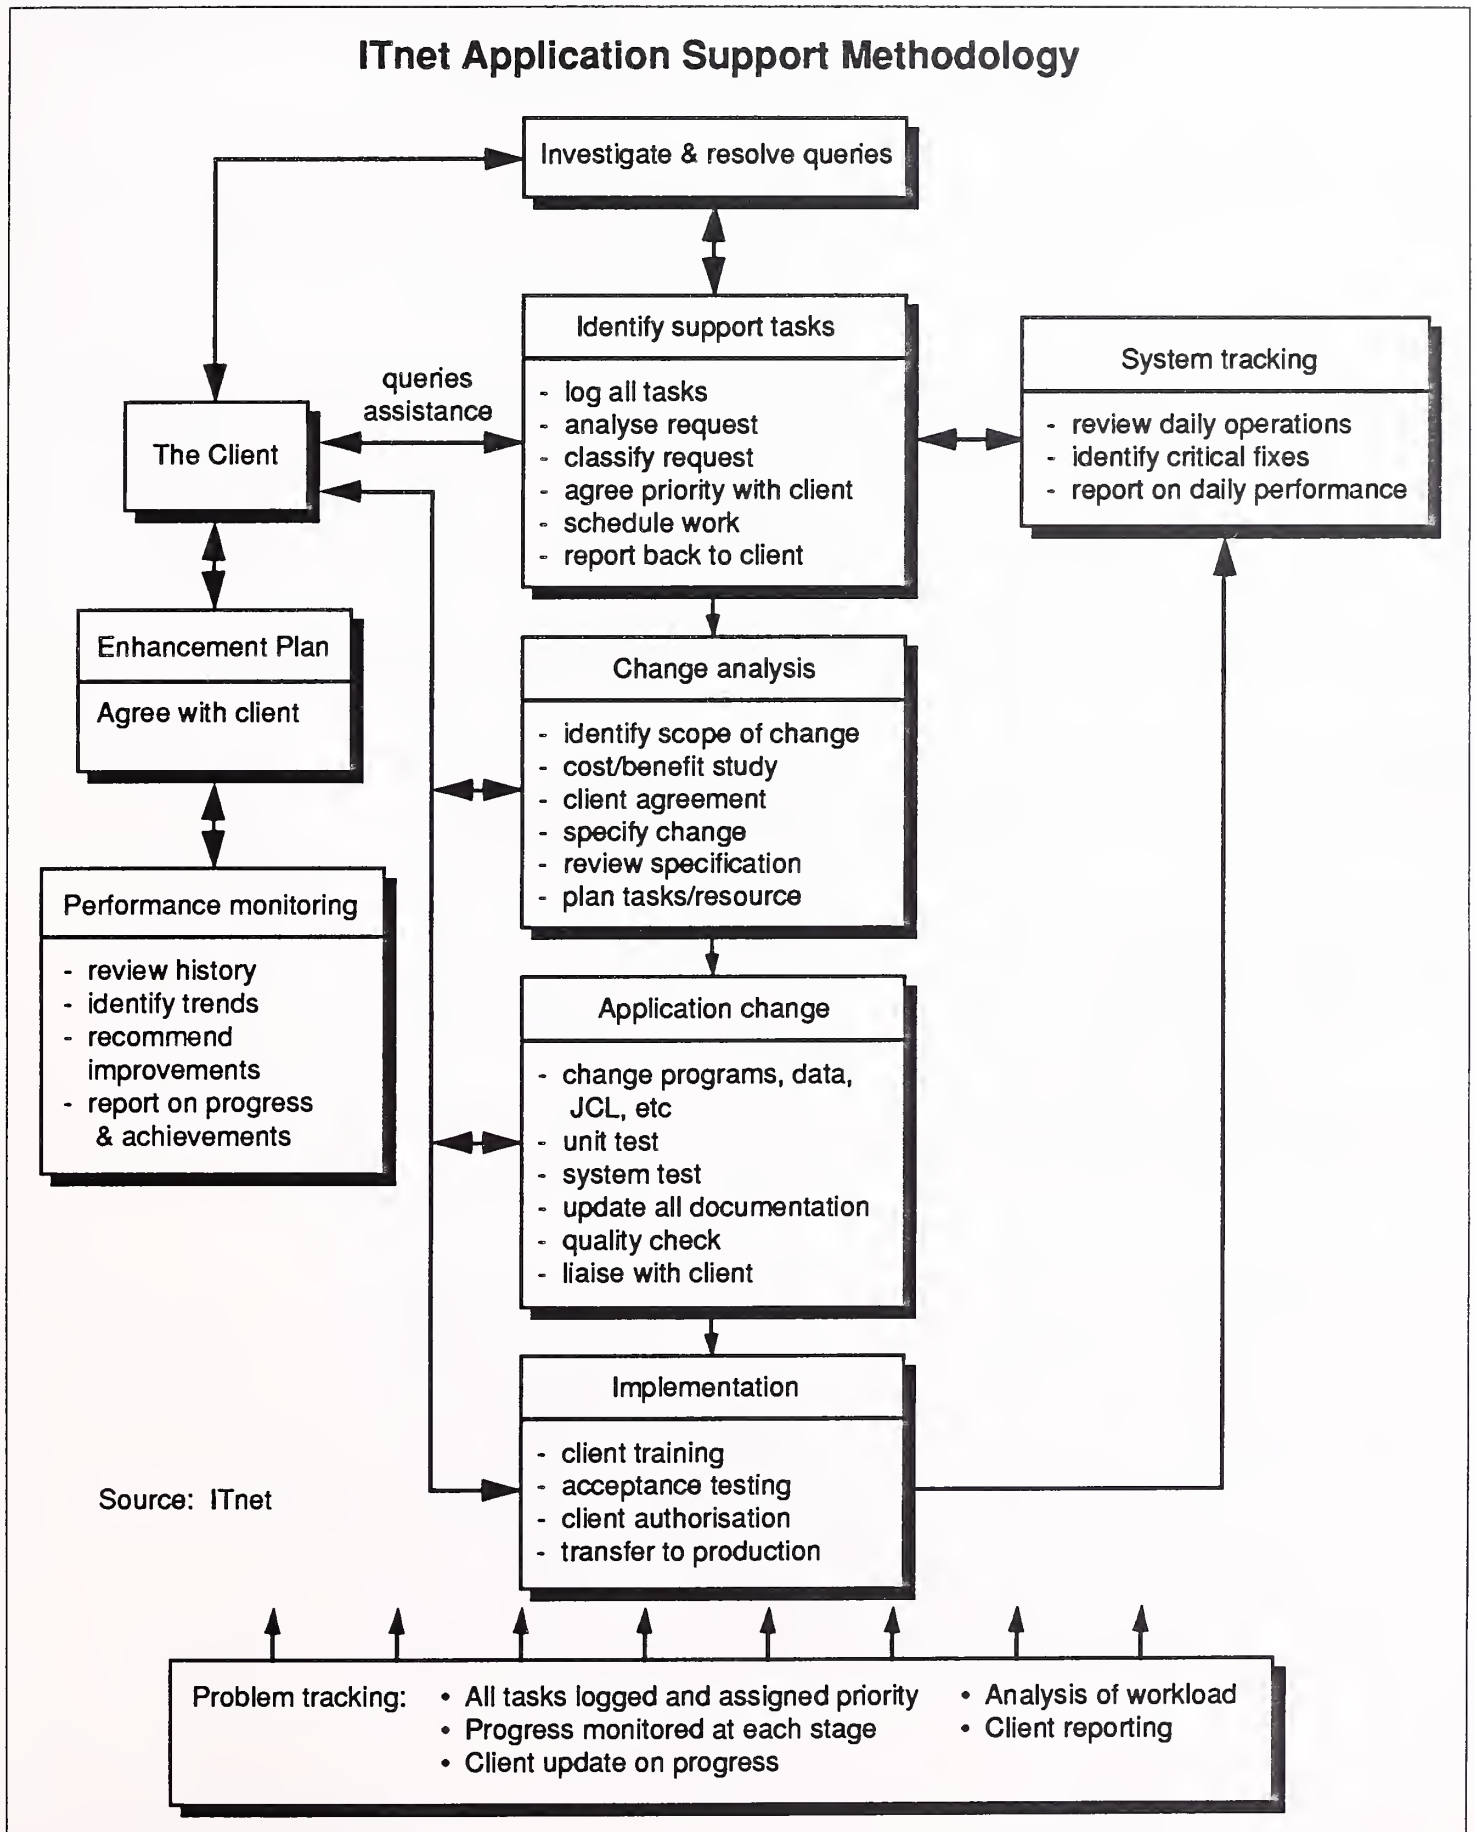 ITnet Application Support Methodology
Investigate & resolve queries
Identify support tasks
- log all tasks
- analyse request
- classify request
- agree priority with client
- schedule work
- report back to client
System tracking
- review daily operations
- identify critical fixes
- report on daily performance
queries
assistance
The Client
Enhancement Plan
Agree with client
Change analysis
- identify scope of change
- cost/benefit study
- client agreement
- specify change
- review specification
- plan tasks/resource
Performance monitoring
- review history
- identify trends
- recommend
improvements
- report on progress
& achievements
Application change
- change programs, data,
JCL, etc
- unit test
- system test
- update all documentation
- quality check
- liaise with client
Implementation
- client training
- acceptance testing
- client authorisation
- transfer to production
Source: ITnet
Problem tracking:
• All tasks logged and assigned priority
• Progress monitored at each stage
• Client update on progress
• Analysis of workload
• Client reporting